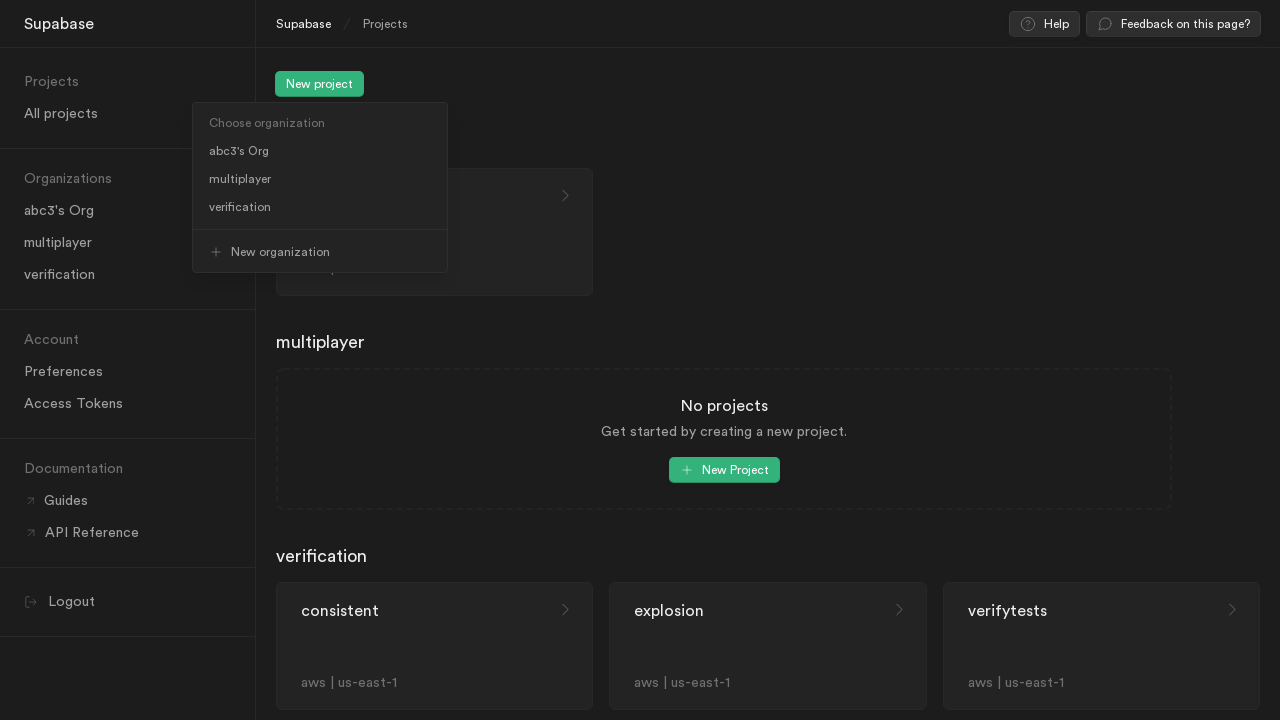 Supabase
Supabase / Projects
Help
Feedback on this page?
Projects
All projects
Organizations
abc3's Org
multiplayer
verification
Account
Preferences
Access Tokens
Documentation
Guides
API Reference
Logout
New project
Choose organization
abc3's Org
multiplayer
verification
New organization
multiplayer
No projects
Get started by creating a new project.
New Project
verification
consistent
aws | us-east-1
explosion
aws | us-east-1
verifytests
aws | us-east-1